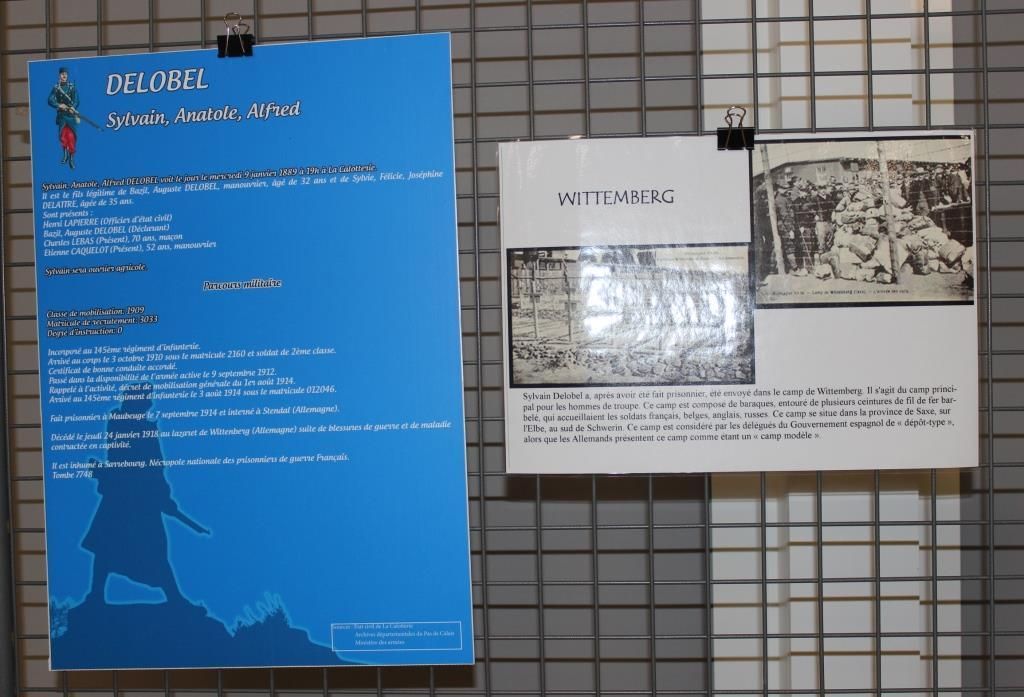 DELOBEL
Sylvain, Anatole, Alfred
Sylvain, Anatole, Alfred DELOBEL voit le jour le mercredi 9 janvier 1889 à 19h à La Calotterie.
Il est le fils légitime de Bazil, Auguste DELOBEL, manouvrier, âgé de 32 ans et de Sylvie, Félicie, Joséphine
DELATTRE, âgée de 35 ans.
Sont présents :
Henri LAPIERRE (Officier d'état civil)
Bazil, Auguste DELOBEL (Déclarant)
Charles LEBAS (Présent), 70 ans, maçon
Etienne CAQUELOT (Présent), 52 ans, manouvrier
Sylvain sera ouvrier agricole.
Parcours militaire
Classe de mobilisation: 1909
Matricule de recrutement: 3033
Degré d'instruction: 0
Incorporé au 145ème régiment d'infanterie.
Arrivé au corps le 3 octobre 1910 sous le matricule 2160 et soldat de 2ème classe.
Certificat de bonne conduite accordé.
Passé dans la disponibilité de l'armée active le 9 septembre 1912.
Rappelé à l'activité, décret de mobilisation générale du 1er août 1914.
Arrivé au 145ème régiment d'infanterie le 3 août 1914 sous le matricule 012046.
Fait prisonnier à Maubeuge le 7 septembre 1914 et interné à Stendal (Allemagne).
Décédé le jeudi 24 janvier 1918 au lazaret de Wittenberg (Allemagne) suite de blessures de guerre et de maladie
contractée en captivité.
Il est inhumé à Sarrebourg. Nécropole nationale des prisonniers de guerre Français.
Tombe 7748
Sources : Etat civil de La Calotterie
Archives départementales du Pas de Calais
Ministère des armées
WITTEMBERG
Camp de Wittenberg
Sylvain Delobel a, après avoir été fait prisonnier, été envoyé dans le camp de Wittemberg. Il s'agit du camp princi-
pal pour les hommes de troupe. Ce camp est composé de baraques, entouré de plusieurs ceintures de fil de fer bar-
belé, qui accueillaient les soldats français, belges, anglais, russes. Ce camp se situe dans la province de Saxe, sur
l'Elbe, au sud de Schwerin. Ce camp est considéré par les délégués du Gouvernement espagnol de « dépôt-type »,
alors que les Allemands présentent ce camp comme étant un « camp modèle ».